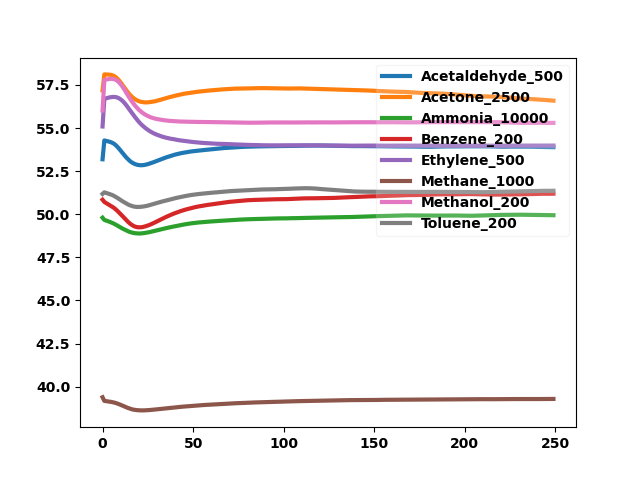 57.5
55.0
52.5
50.0
47.5
45.0
42.5
40.0
0 50 100 150 200 250
Acetaldehyde_500
Acetone_2500
Ammonia_10000
Benzene_200
Ethylene_500
Methane_1000
Methanol_200
Toluene_200